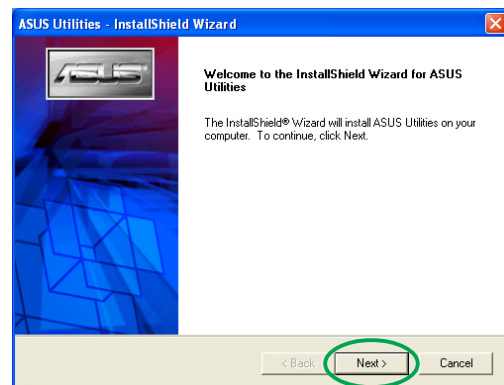 ASUS Utilities - InstallShield Wizard
ASUS
Welcome to the InstallShield Wizard for ASUS
Utilities
The InstallShield® Wizard will install ASUS Utilities on your
computer. To continue, click Next.
< Back
Next >
Cancel